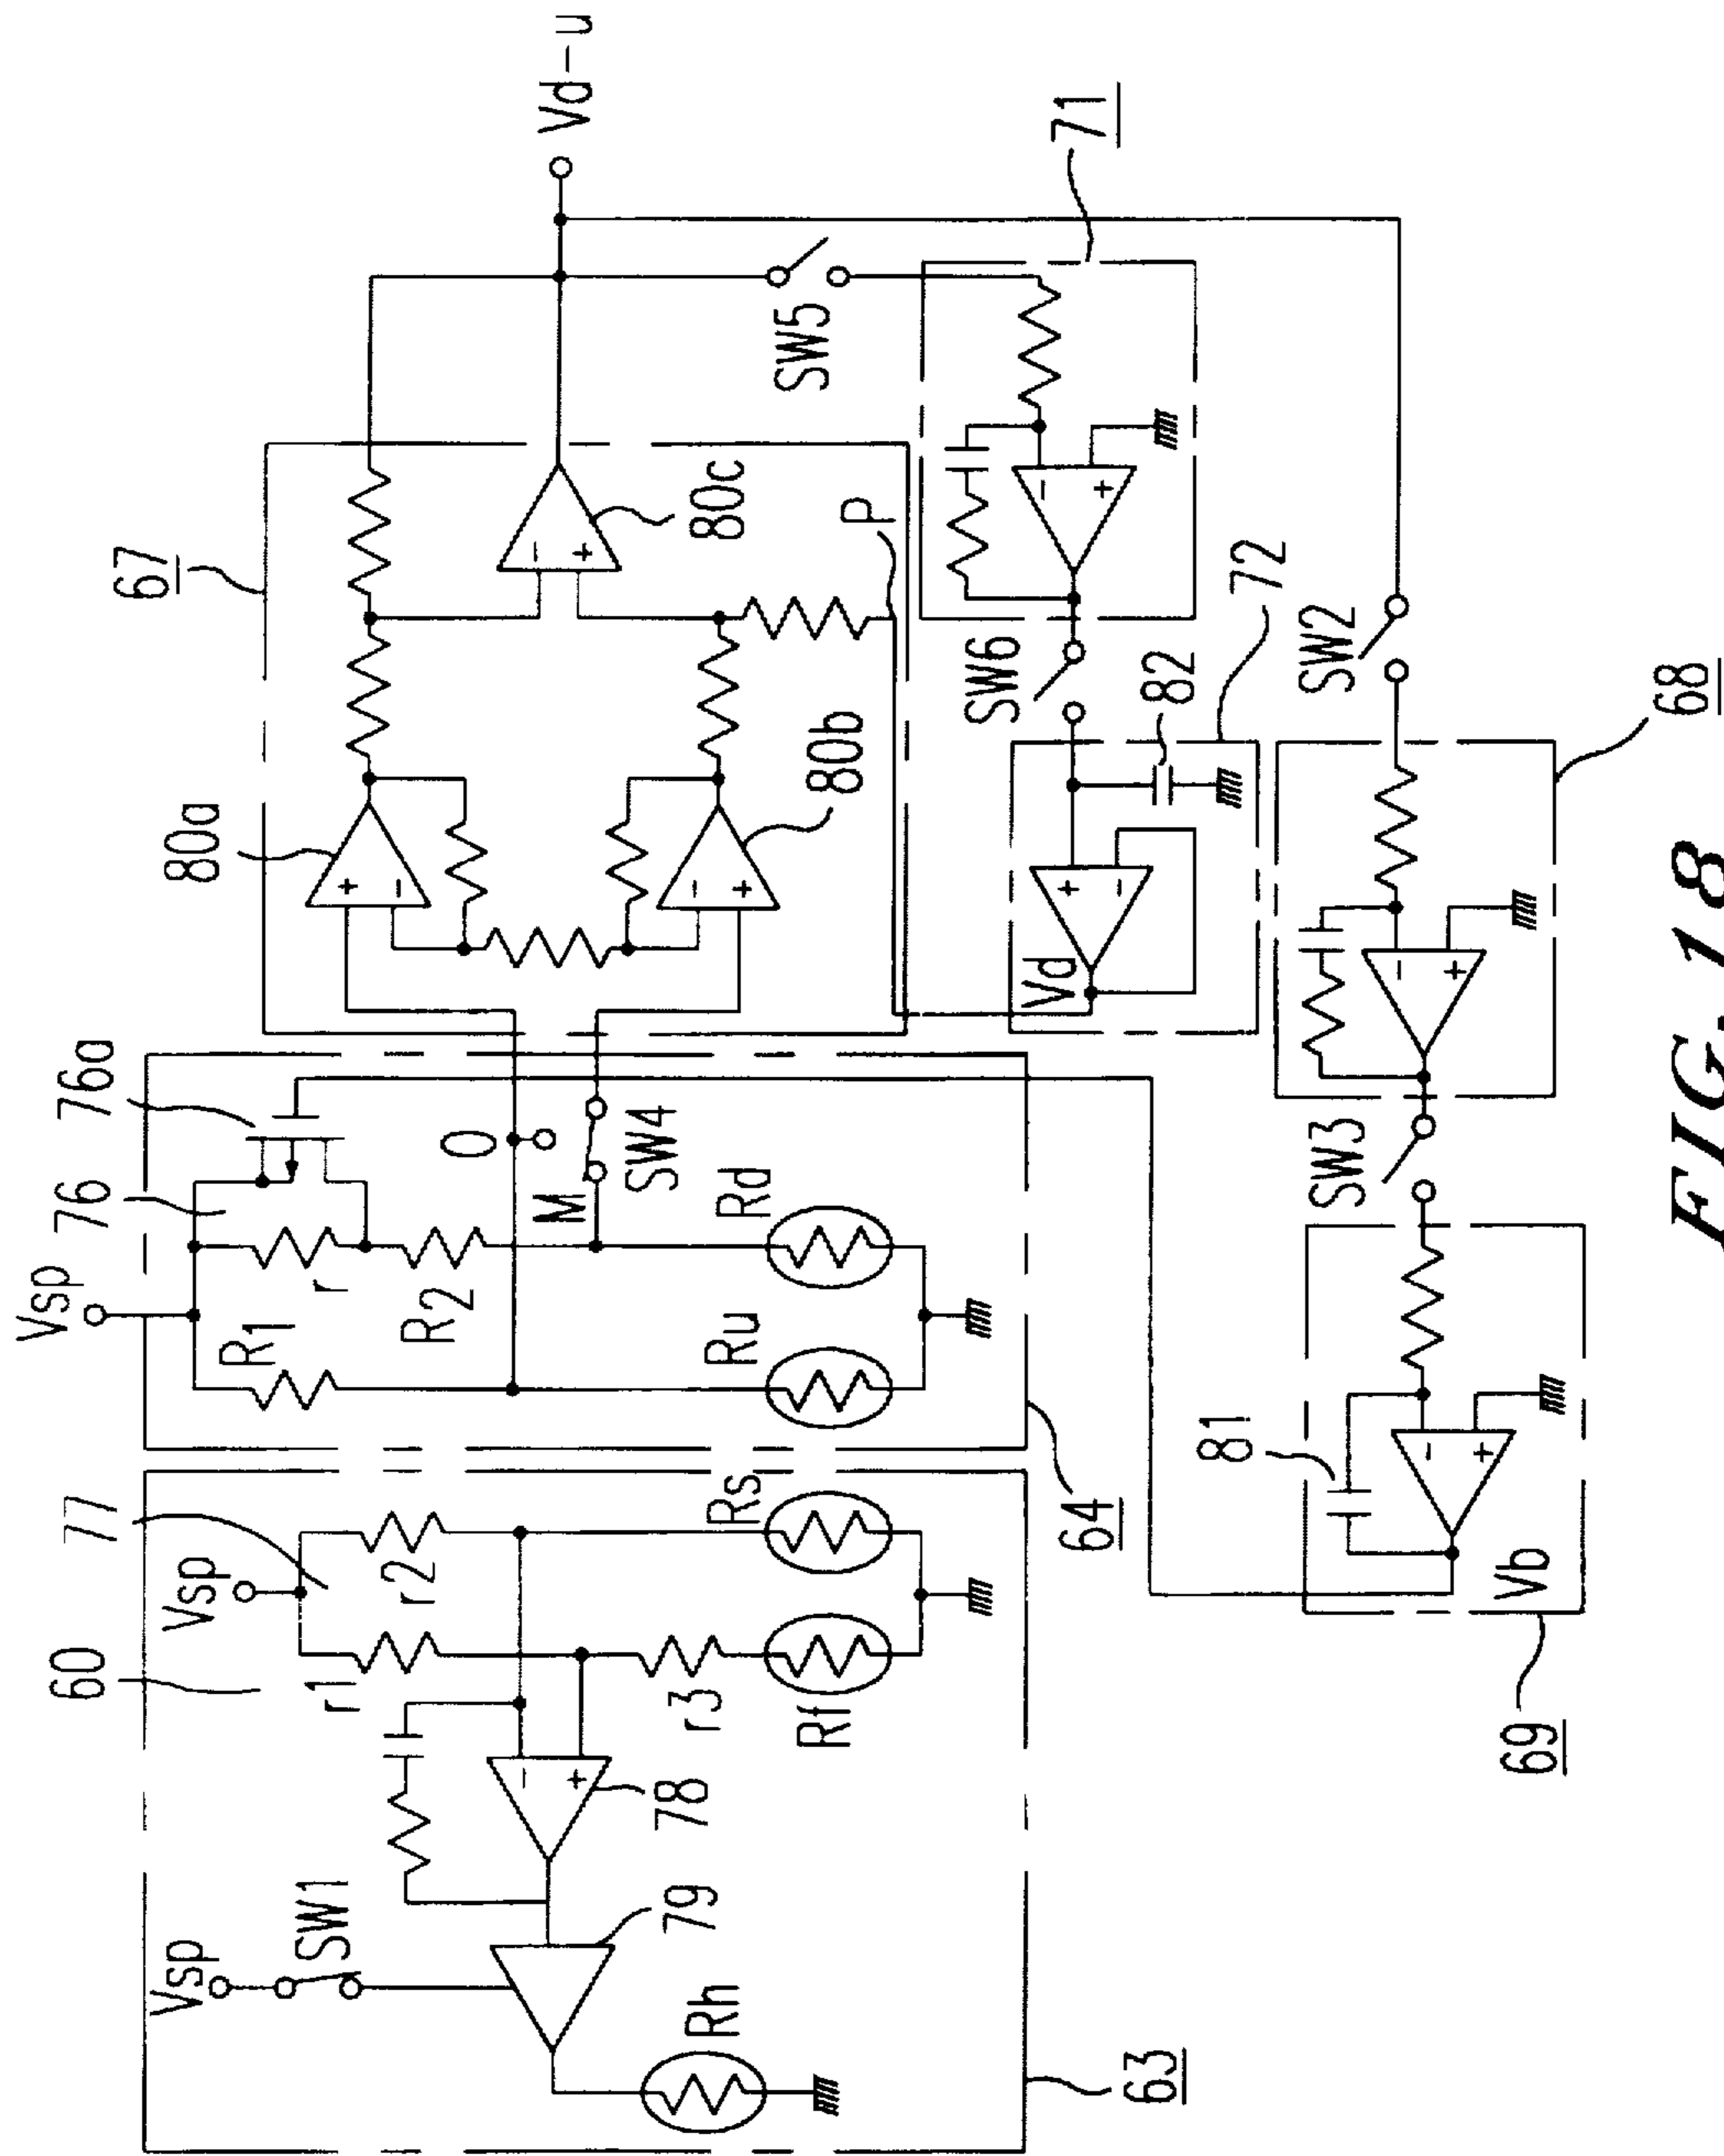 Vsp
SW1
79
Rh
63
60
77
Vsp
r1
r2
78
r3
Rf
Rs
64
Vsp
76
76a
R1
r
R2
O
M
SW4
Ru
Rd
67
80a
80b
80c
P
Vd-u
SW5
71
SW6
72
82
Vd
SW2
68
SW3
81
Vb
69
+
-
-
+
-
+
-
+
-
+
+
-
-
+
-
+
FIG.18